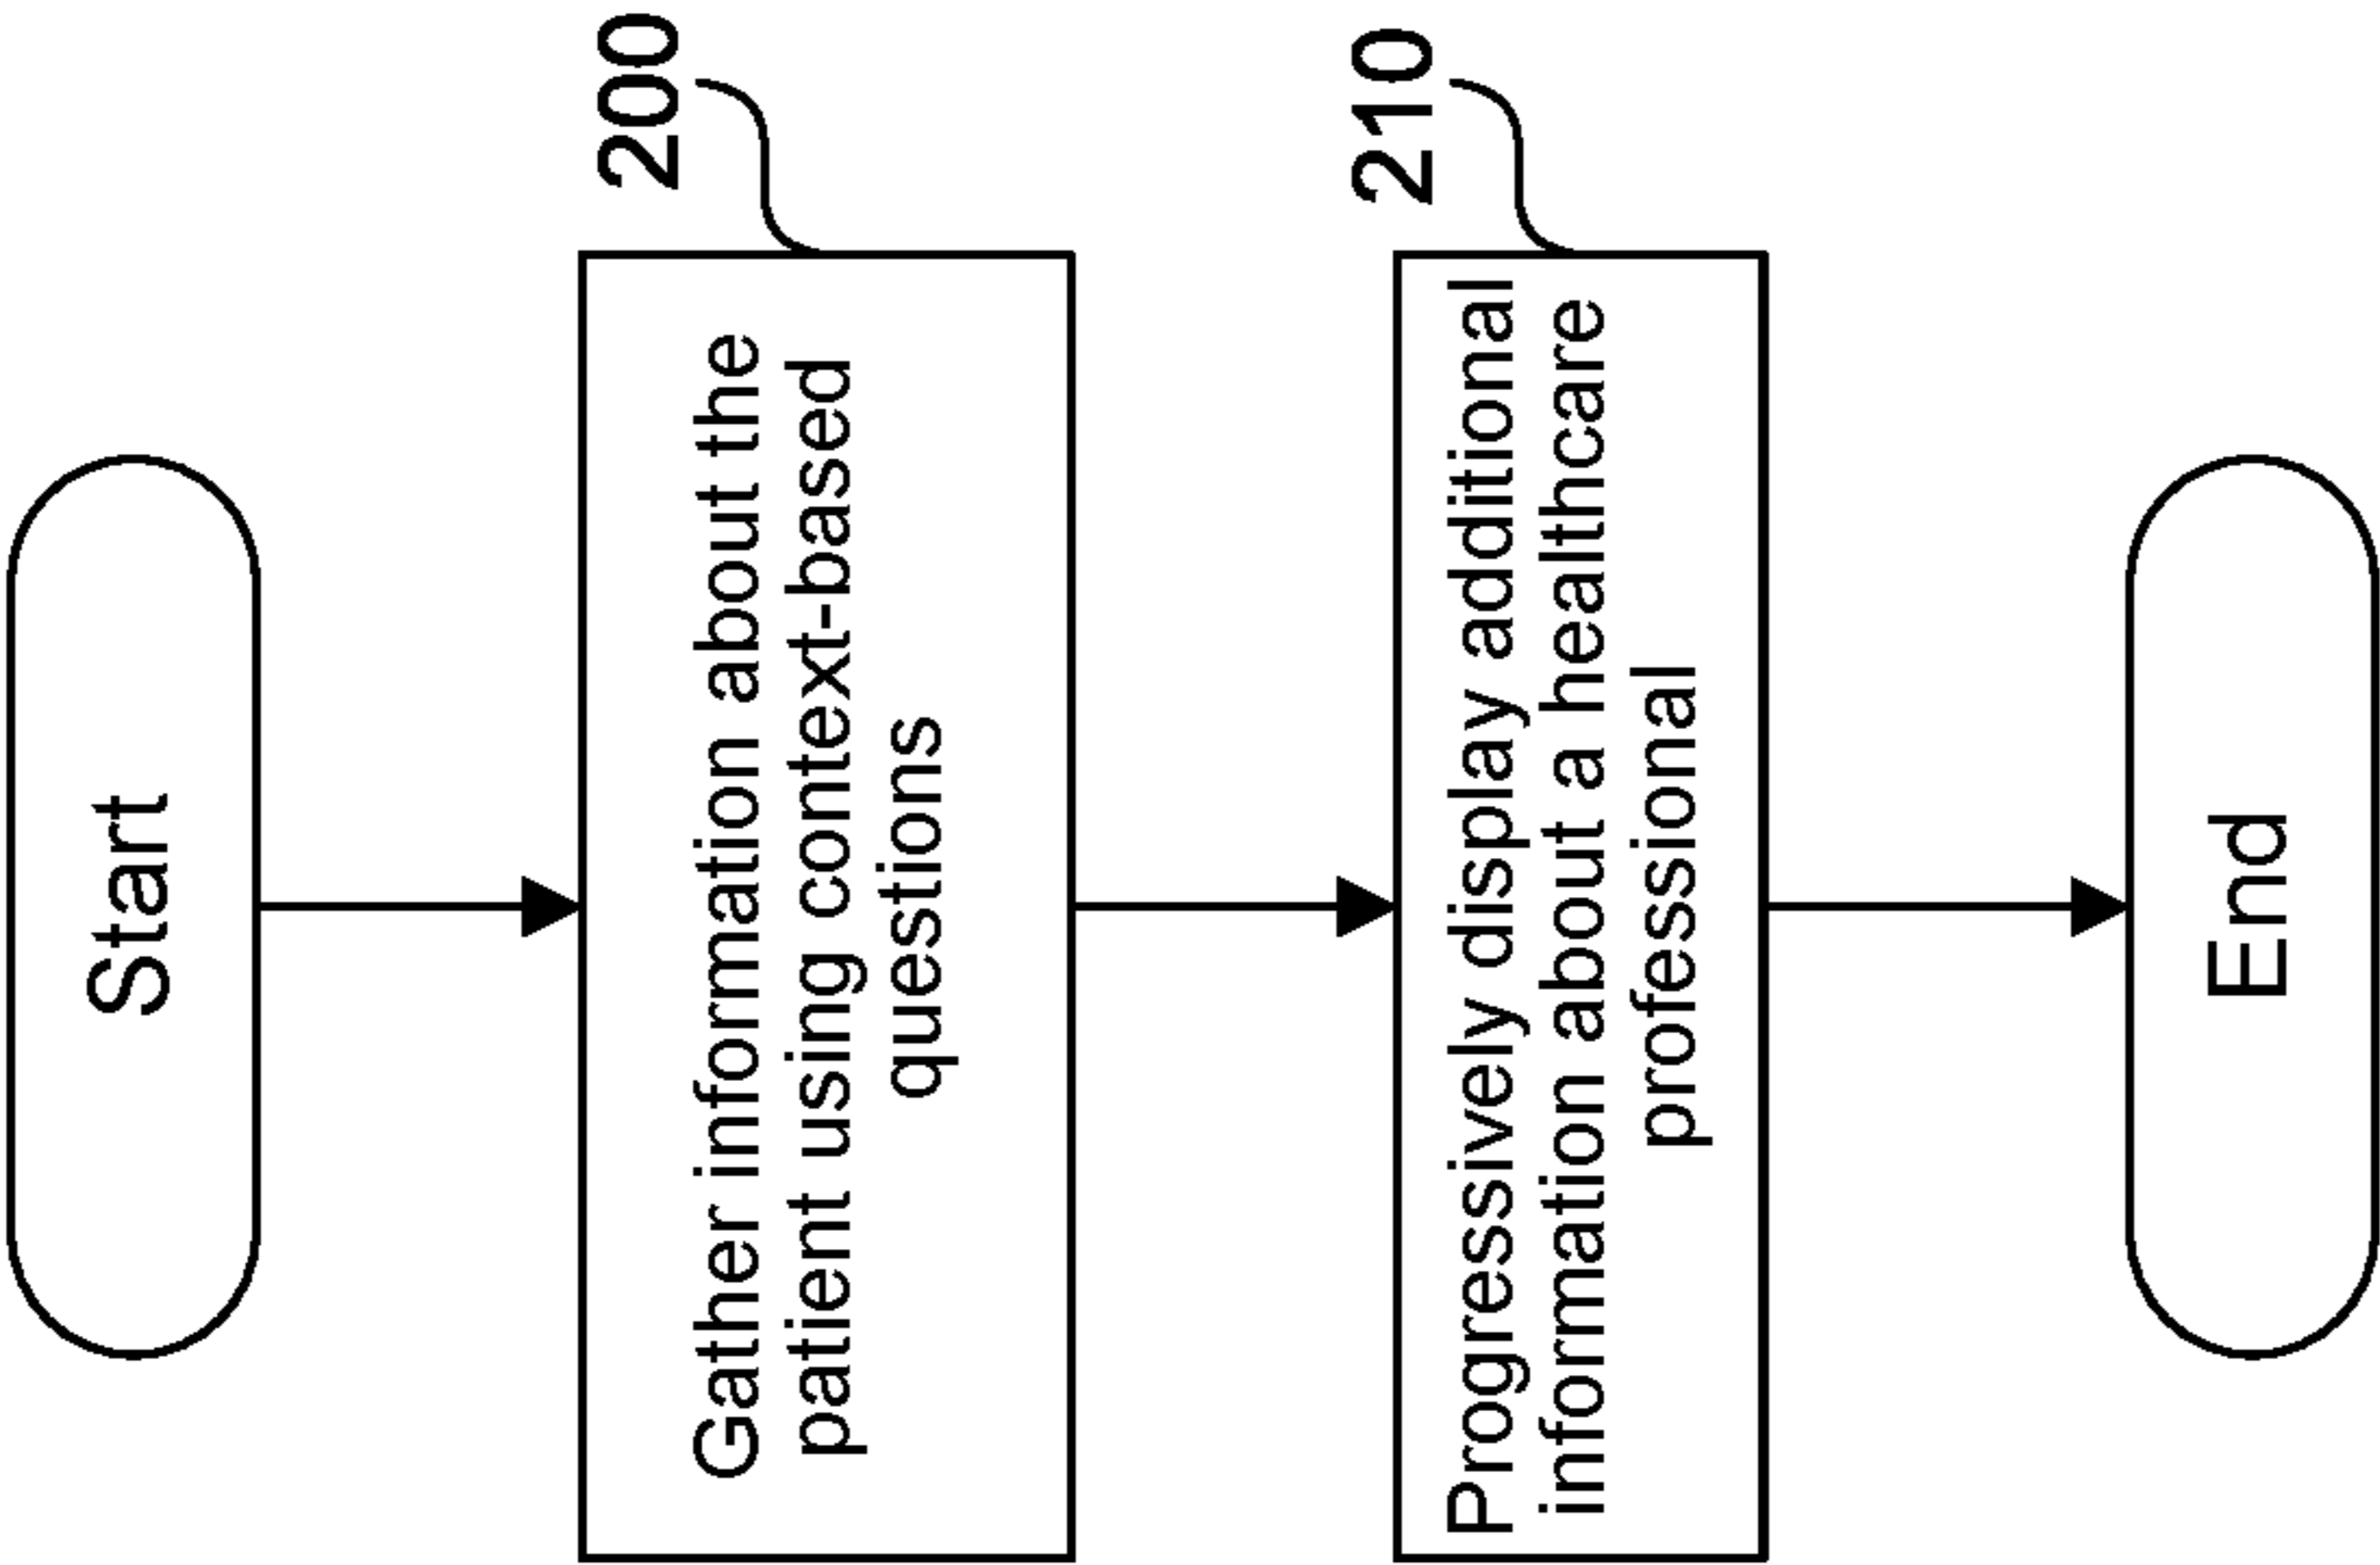 Start
200
Gather information about the
patient using context-based
questions
210
Progressively display additional
information about a healthcare
professional
End